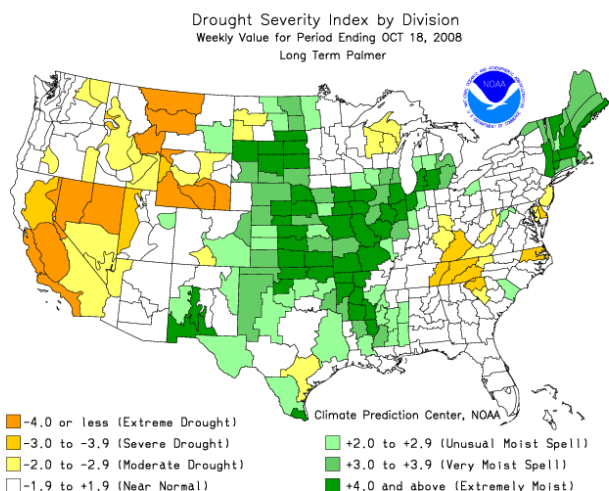 Drought Severity Index by Division
Weekly Value for Period Ending OCT 18, 2008
Long Term Palmer
NOAA
Climate Prediction Center, NOAA
-4.0 or less (Extreme Drought)
-3.0 to -3.9 (Severe Drought)
-2.0 to -2.9 (Moderate Drought)
-1.9 to +1.9 (Near Normal)
+2.0 to +2.9 (Unusual Moist Spell)
+3.0 to +3.9 (Very Moist Spell)
+4.0 and above (Extremely Moist)